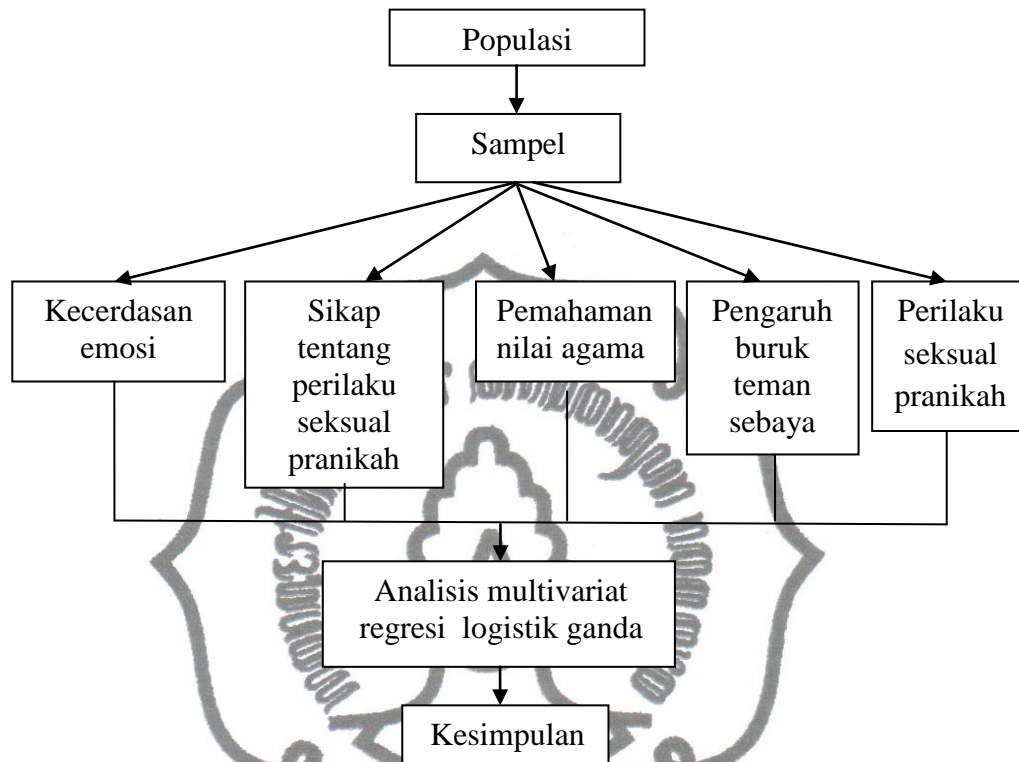 Populasi
Sampel
Kecerdasan
emosi
Sikap
tentang
perilaku
seksual
pranikah
Pemahaman
nilai agama
Pengaruh
buruk
teman
sebaya
Perilaku
seksual
pranikah
Analisis multivariat
regresi logistik ganda
Kesimpulan